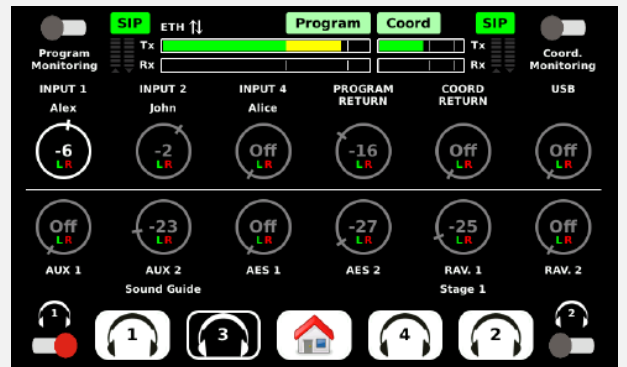 SIP ETH Program Coord SIP
Program Monitoring Tx Tx Coord. Monitoring
Rx Rx
INPUT 1 INPUT 2 INPUT 4 PROGRAM RETURN COORD RETURN USB
Alex John Alice
-6 -2 Off -16 Off Off
LR LR LR LR LR LR
Off -23 Off -27 -25 Off
LR LR LR LR LR LR
AUX 1 AUX 2 AES 1 AES 2 RAV. 1 RAV. 2
Sound Guide Stage 1
1 1 3 4 2 2